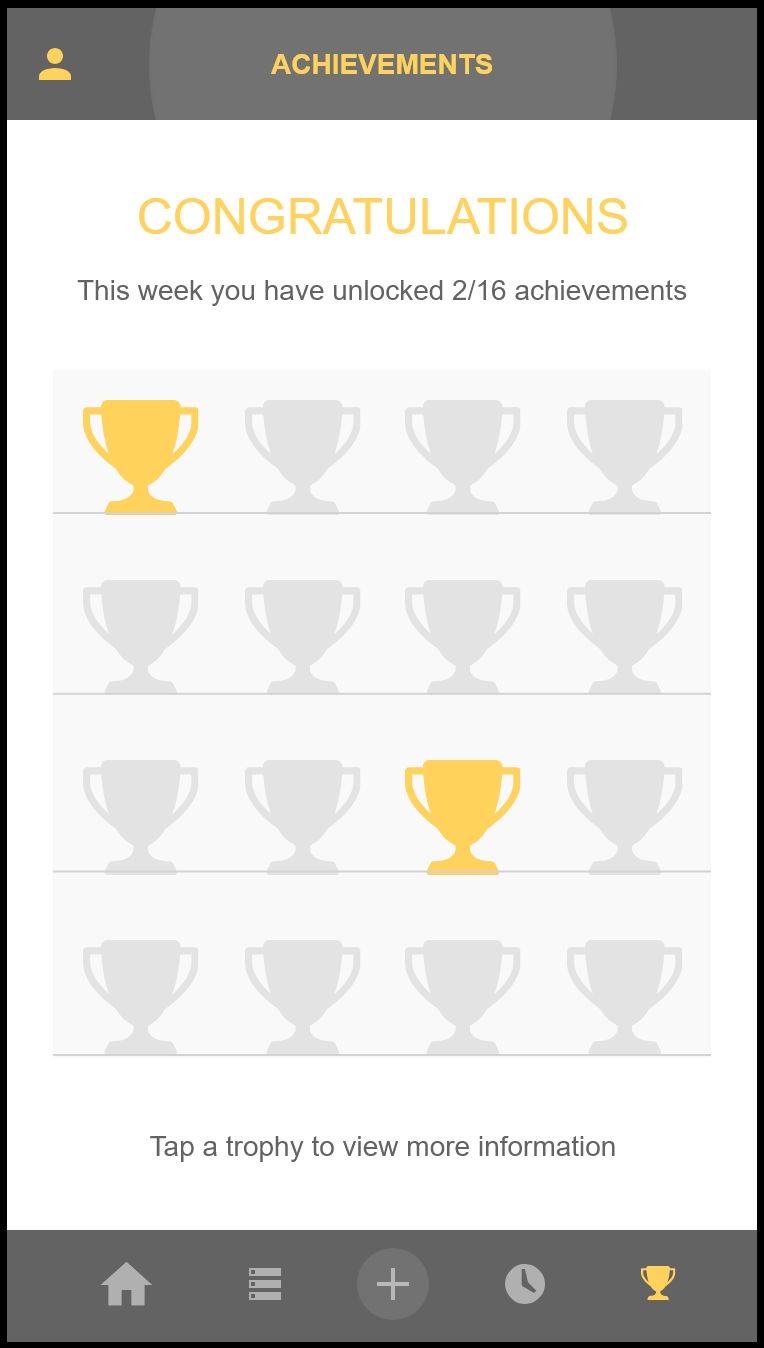 ACHIEVEMENTS
CONGRATULATIONS
This week you have unlocked 2/16 achievements
Tap a trophy to view more information